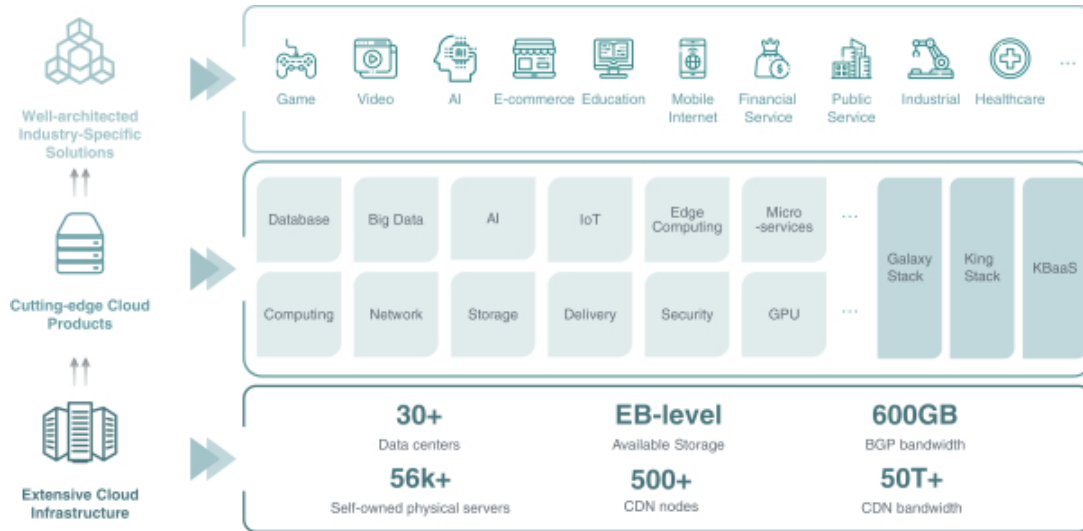 Well-architected
Industry-Specific
Solutions
Game
Video
AI
E-commerce
Education
Mobile
Internet
Financial
Service
Public
Service
Industrial
Healthcare
...
Cutting-edge Cloud
Products
Database
Big Data
AI
IoT
Edge
Computing
Micro
-services
...
Computing
Network
Storage
Delivery
Security
GPU
...
Galaxy
Stack
King
Stack
KBaaS
Extensive Cloud
Infrastructure
30+
Data centers
EB-level
Available Storage
600GB
BGP bandwidth
56k+
Self-owned physical servers
500+
CDN nodes
50T+
CDN bandwidth